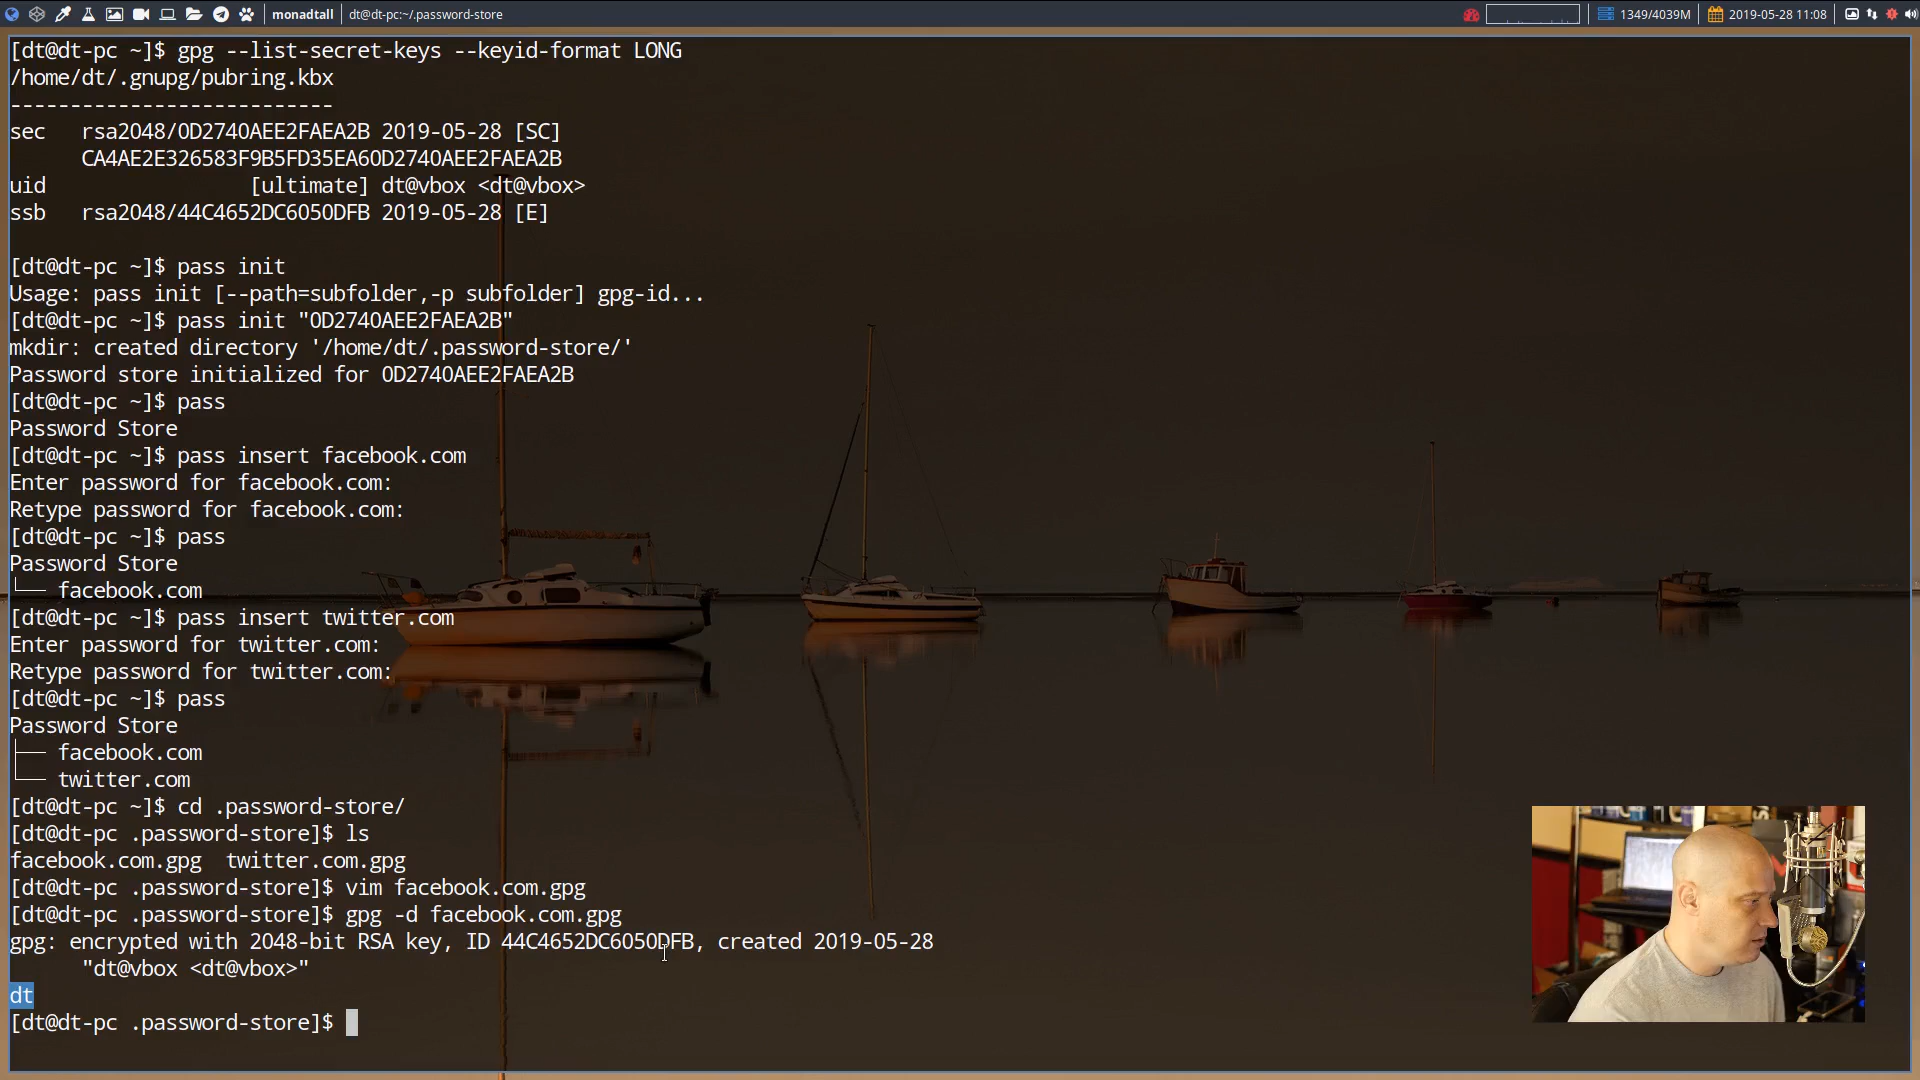 monadtall
dt@dt-pc:~/.password-store
1349/4039M
2019-05-28 11:08
[dt@dt-pc ~]$ gpg --list-secret-keys --keyid-format LONG
/home/dt/.gnupg/pubring.kbx
---------------------------
sec   rsa2048/0D2740AEE2FAEA2B 2019-05-28 [SC]
      CA4AE2E326583F9B5FD35EA60D2740AEE2FAEA2B
uid                 [ultimate] dt@vbox <dt@vbox>
ssb   rsa2048/44C4652DC6050DFB 2019-05-28 [E]
[dt@dt-pc ~]$ pass init
Usage: pass init [--path=subfolder,-p subfolder] gpg-id...
[dt@dt-pc ~]$ pass init "0D2740AEE2FAEA2B"
mkdir: created directory '/home/dt/.password-store/'
Password store initialized for 0D2740AEE2FAEA2B
[dt@dt-pc ~]$ pass
Password Store
[dt@dt-pc ~]$ pass insert facebook.com
Enter password for facebook.com:
Retype password for facebook.com:
[dt@dt-pc ~]$ pass
Password Store
└── facebook.com
[dt@dt-pc ~]$ pass insert twitter.com
Enter password for twitter.com:
Retype password for twitter.com:
[dt@dt-pc ~]$ pass
Password Store
├── facebook.com
└── twitter.com
[dt@dt-pc ~]$ cd .password-store/
[dt@dt-pc .password-store]$ ls
facebook.com.gpg  twitter.com.gpg
[dt@dt-pc .password-store]$ vim facebook.com.gpg
[dt@dt-pc .password-store]$ gpg -d facebook.com.gpg
gpg: encrypted with 2048-bit RSA key, ID 44C4652DC6050DFB, created 2019-05-28
      "dt@vbox <dt@vbox>"
dt
[dt@dt-pc .password-store]$